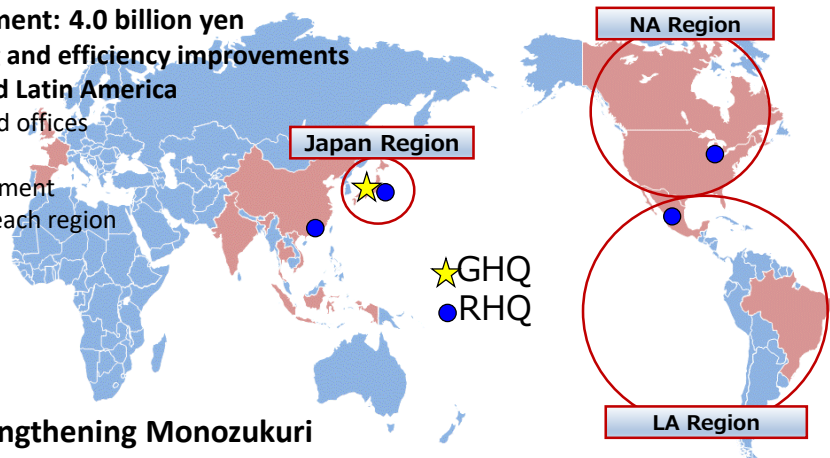 ment: 4.0 billion yen
and efficiency improvements
d Latin America
d offices
ment
each region
NA Region
Japan Region
GHQ
RHQ
LA Region
ngthening Monozukuri